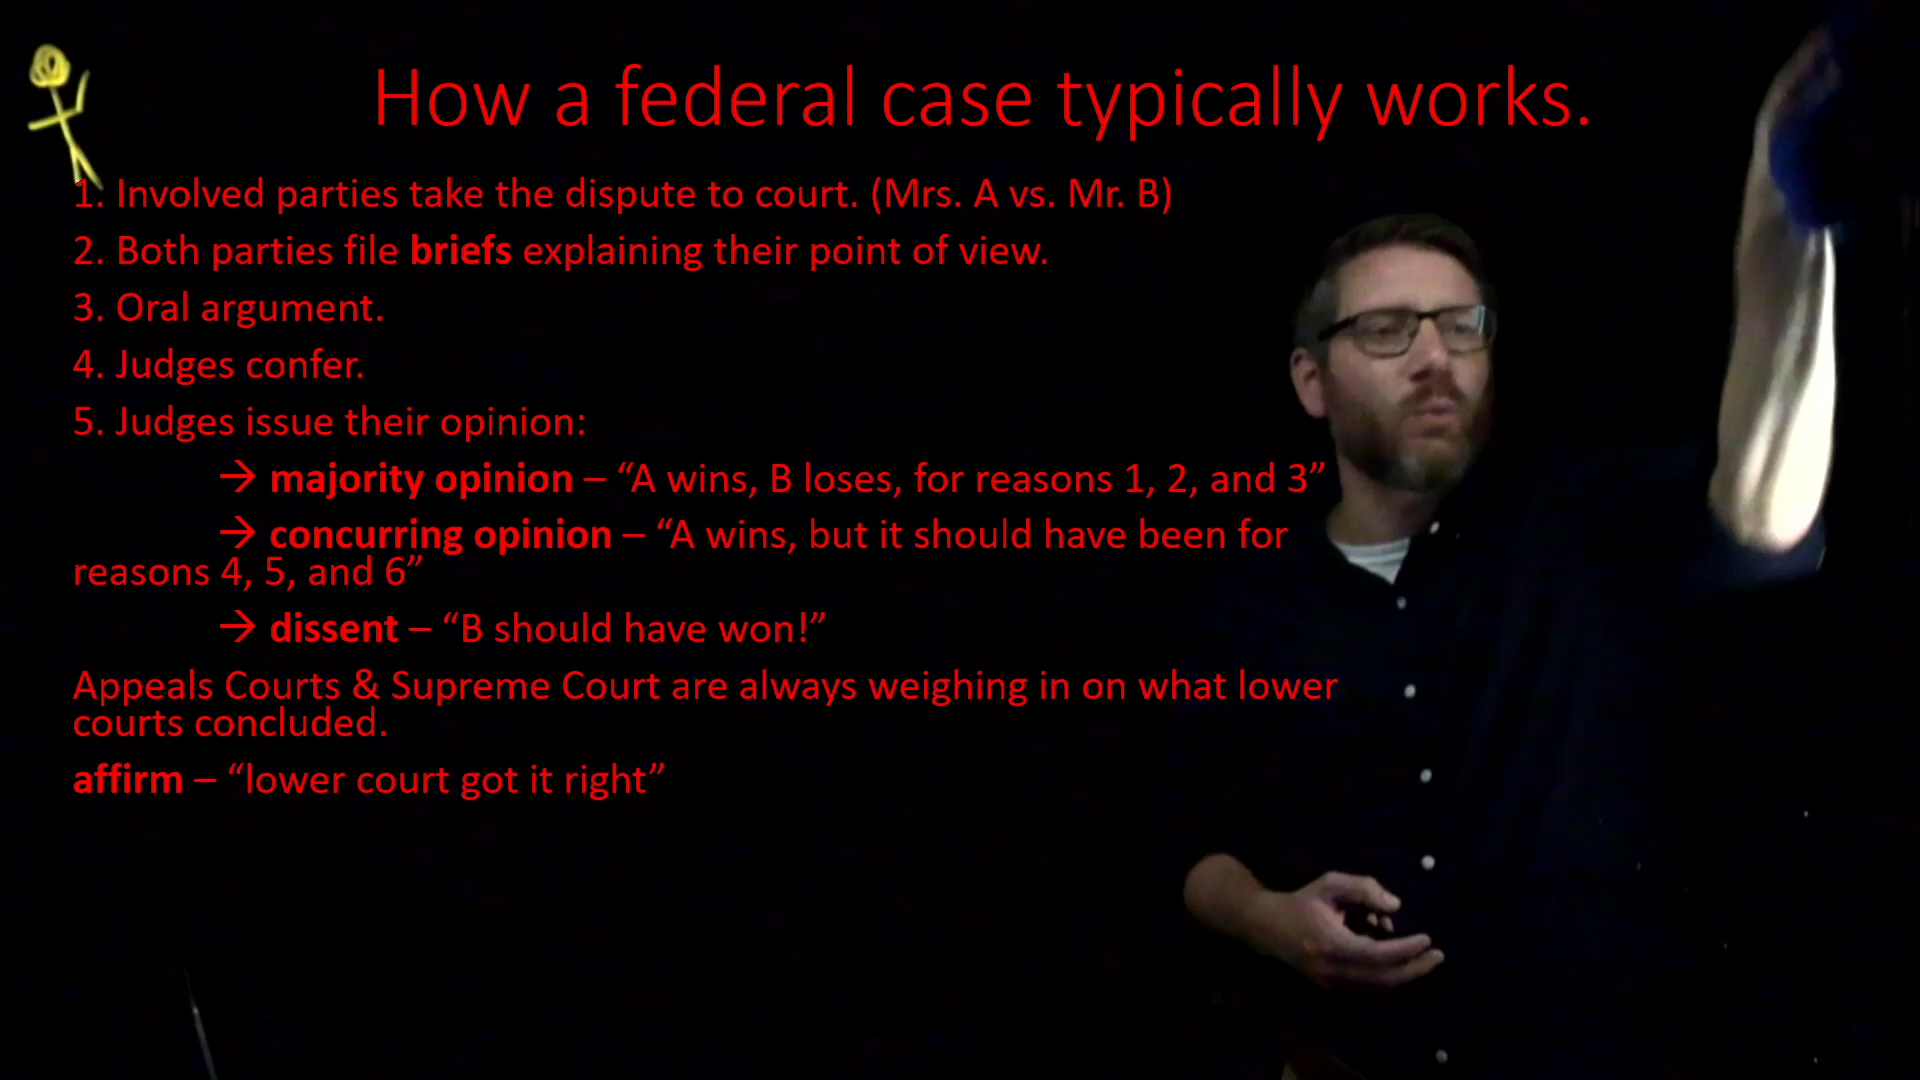 How a federal case typically works.
1. Involved parties take the dispute to court. (Mrs. A vs. Mr. B)
2. Both parties file briefs explaining their point of view.
3. Oral argument.
4. Judges confer.
5. Judges issue their opinion:
→ majority opinion – “A wins, B loses, for reasons 1, 2, and 3”
→ concurring opinion – “A wins, but it should have been for
reasons 4, 5, and 6”
→ dissent – “B should have won!”
Appeals Courts & Supreme Court are always weighing in on what lower
courts concluded.
affirm – “lower court got it right”